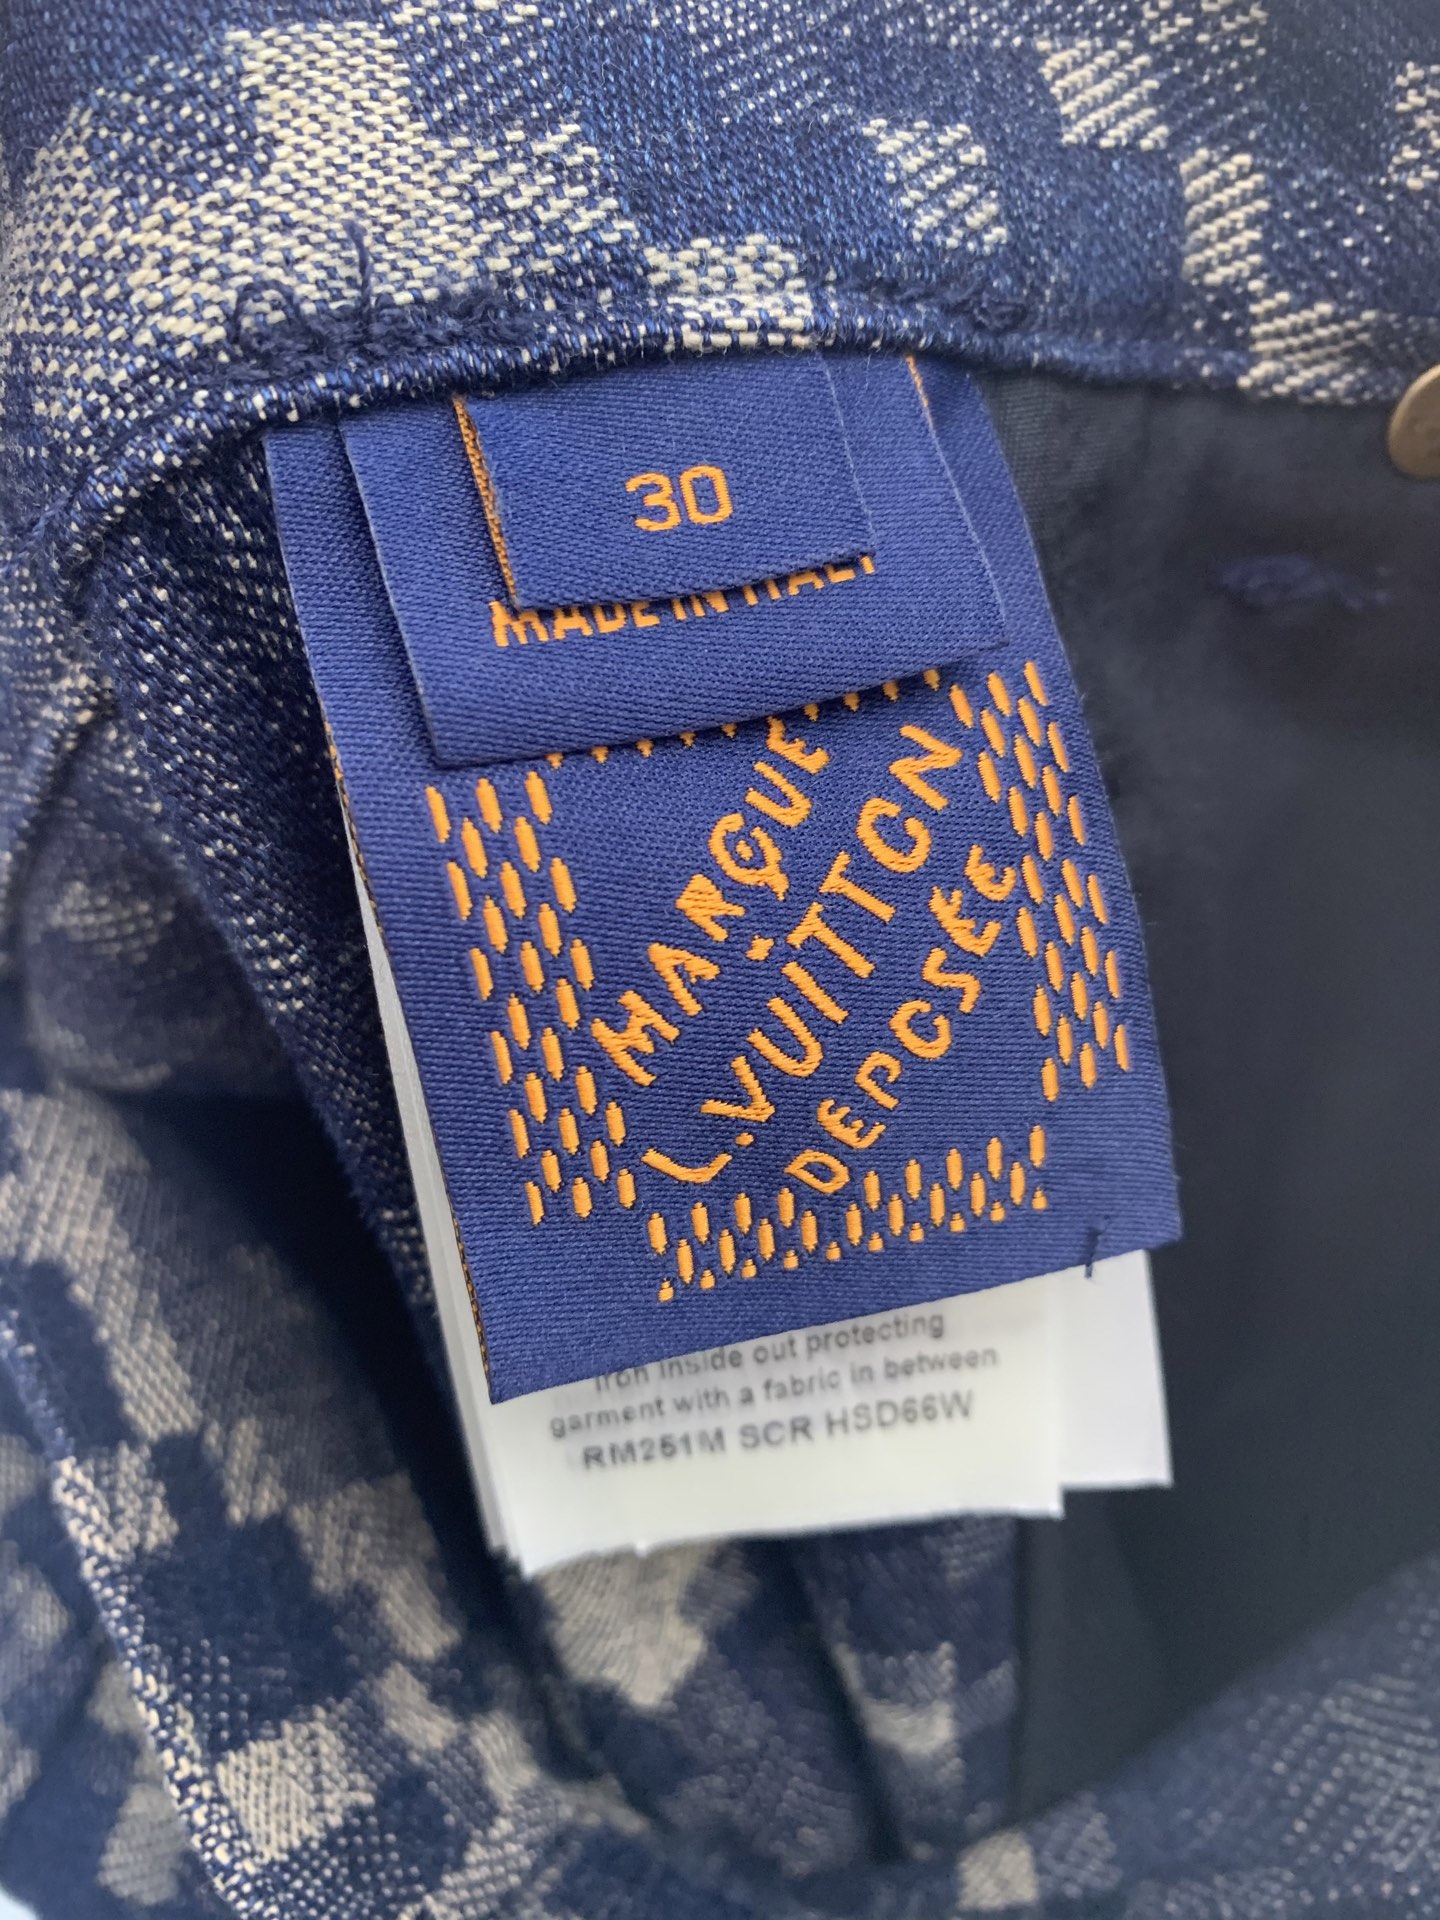 30
MADE IN ITALY
MARQUE
L.VUITTON
DEPOSEE
Iron inside out protecting
garment with a fabric in between
RM251M SCR HSD66W